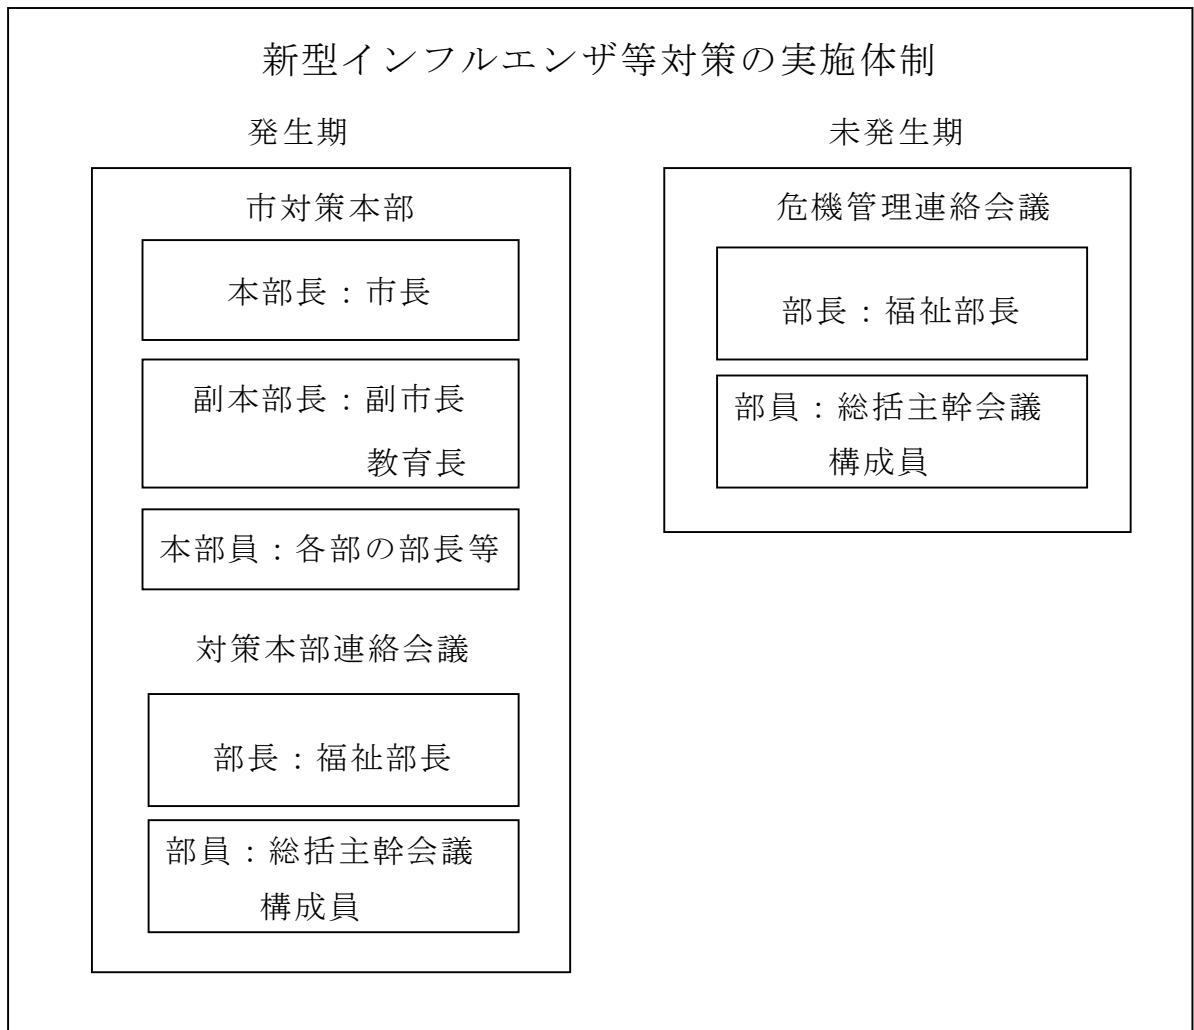 新型インフルエンザ等対策の実施体制
発生期
市対策本部
本部長：市長
副本部長：副市長
教育長
本部員：各部の部長等
対策本部連絡会議
部長：福祉部長
部員：総括主幹会議
構成員
未発生期
危機管理連絡会議
部長：福祉部長
部員：総括主幹会議
構成員